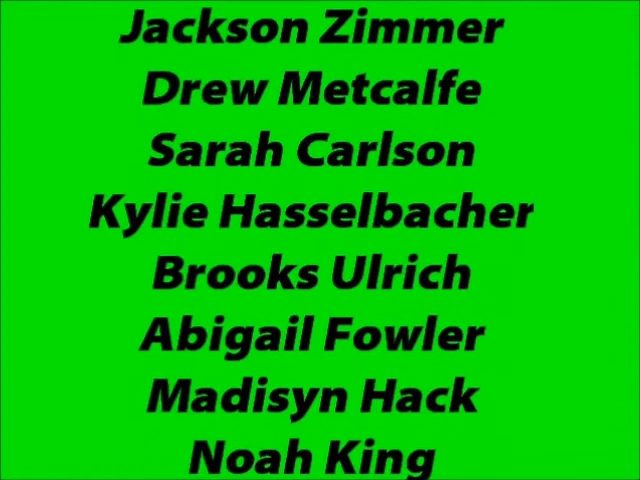 Jackson Zimmer
Drew Metcalfe
Sarah Carlson
Kylie Hasselbacher
Brooks Ulrich
Abigail Fowler
Madisyn Hack
Noah King